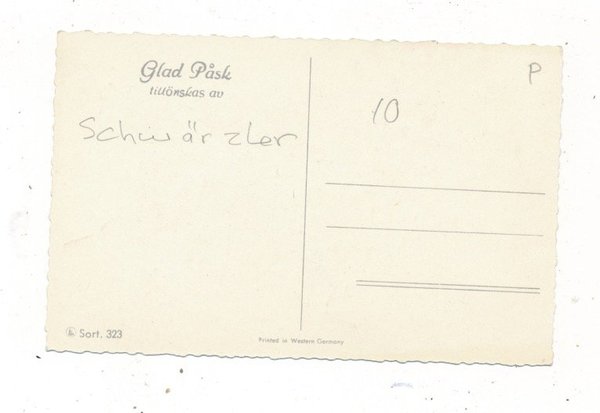 Glad Påsk
tillönskas av
Schwärzler
Sort. 323
Printed in Western Germany
10
P